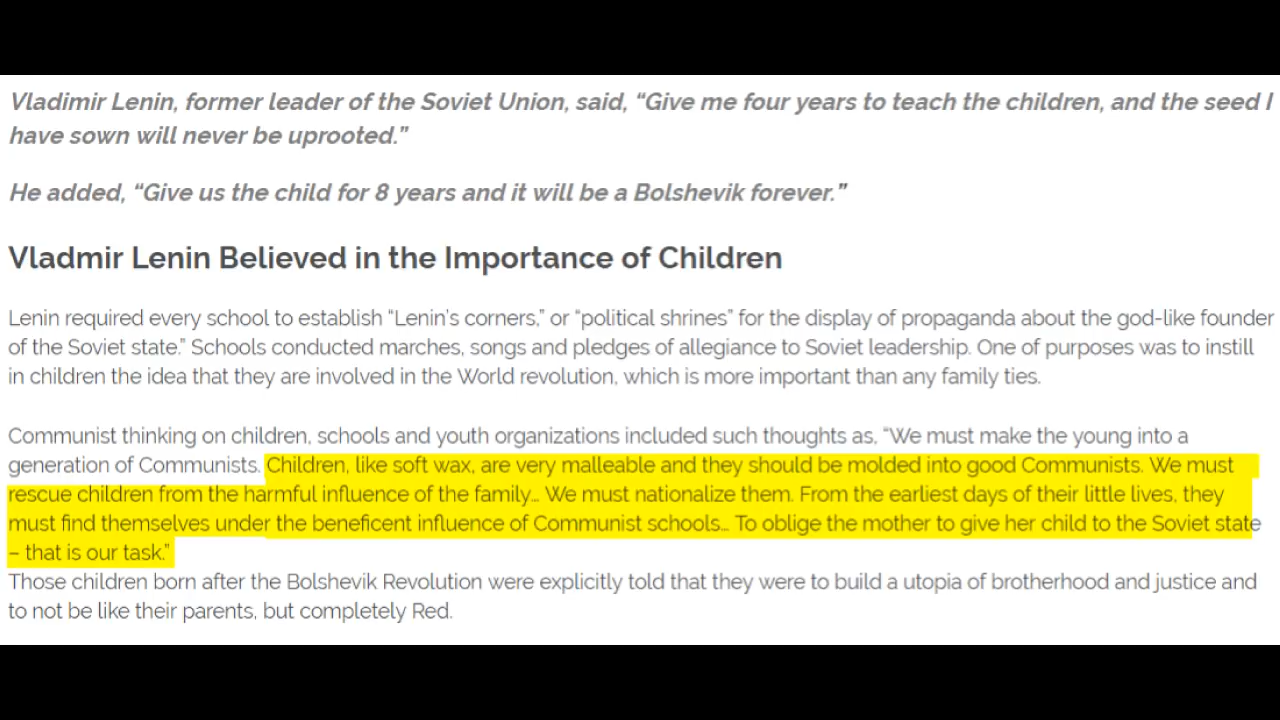 Vladimir Lenin, former leader of the Soviet Union, said, “Give me four years to teach the children, and the seed I
have sown will never be uprooted.”
He added, “Give us the child for 8 years and it will be a Bolshevik forever.”
Vladmir Lenin Believed in the Importance of Children
Lenin required every school to establish “Lenin’s corners,” or “political shrines” for the display of propaganda about the god-like founder
of the Soviet state.” Schools conducted marches, songs and pledges of allegiance to Soviet leadership. One of purposes was to instill
in children the idea that they are involved in the World revolution, which is more important than any family ties.
Communist thinking on children, schools and youth organizations included such thoughts as, “We must make the young into a
generation of Communists. Children, like soft wax, are very malleable and they should be molded into good Communists. We must
rescue children from the harmful influence of the family… We must nationalize them. From the earliest days of their little lives, they
must find themselves under the beneficent influence of Communist schools… To oblige the mother to give her child to the Soviet state
– that is our task.”
Those children born after the Bolshevik Revolution were explicitly told that they were to build a utopia of brotherhood and justice and
to not be like their parents, but completely Red.